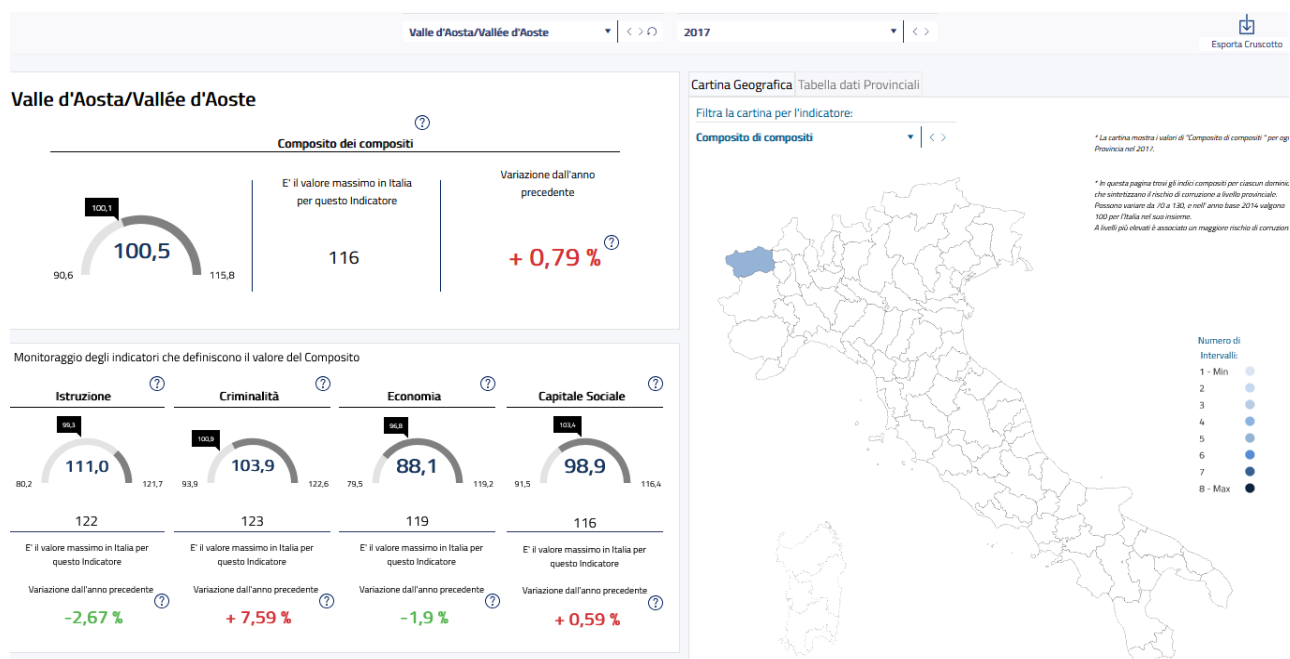 Valle d'Aosta/Vallée d'Aoste
2017
Esporta Cruscotto
Valle d'Aosta/Vallée d'Aoste
Composito dei compositi
?
100,1
100,5
90,6
115,8
E' il valore massimo in Italia
per questo Indicatore
116
Variazione dall'anno
precedente
+ 0,79 %
?
Monitoraggio degli indicatori che definiscono il valore del Composito
Istruzione
?
99,3
111,0
80,2
121,7
122
E' il valore massimo in Italia per
questo Indicatore
Variazione dall'anno precedente
?
-2,67 %
Criminalità
?
100,9
103,9
93,9
122,6
123
E' il valore massimo in Italia per
questo Indicatore
Variazione dall'anno precedente
?
+ 7,59 %
Economia
?
96,8
88,1
79,5
119,2
119
E' il valore massimo in Italia per
questo Indicatore
Variazione dall'anno precedente
?
-1,9 %
Capitale Sociale
?
103,4
98,9
91,5
116,4
116
E' il valore massimo in Italia per
questo Indicatore
Variazione dall'anno precedente
?
+ 0,59 %
Cartina Geografica
Tabella dati Provinciali
Filtra la cartina per l'indicatore:
Composito di compositi
* La cartina mostra i valori di "Composito di compositi " per ogn
Provincia nel 2017.
* In questa pagina trovi gli indici compositi per ciascun dominio
che sintetizzano il rischio di corruzione a livello provinciale.
Possono variare da 70 a 130, e nell' anno base 2014 valgono
100 per l'Italia nel suo insieme.
A livelli più elevati è associato un maggiore rischio di corruzion
Numero di
Intervalli:
1 - Min
2
3
4
5
6
7
8 - Max